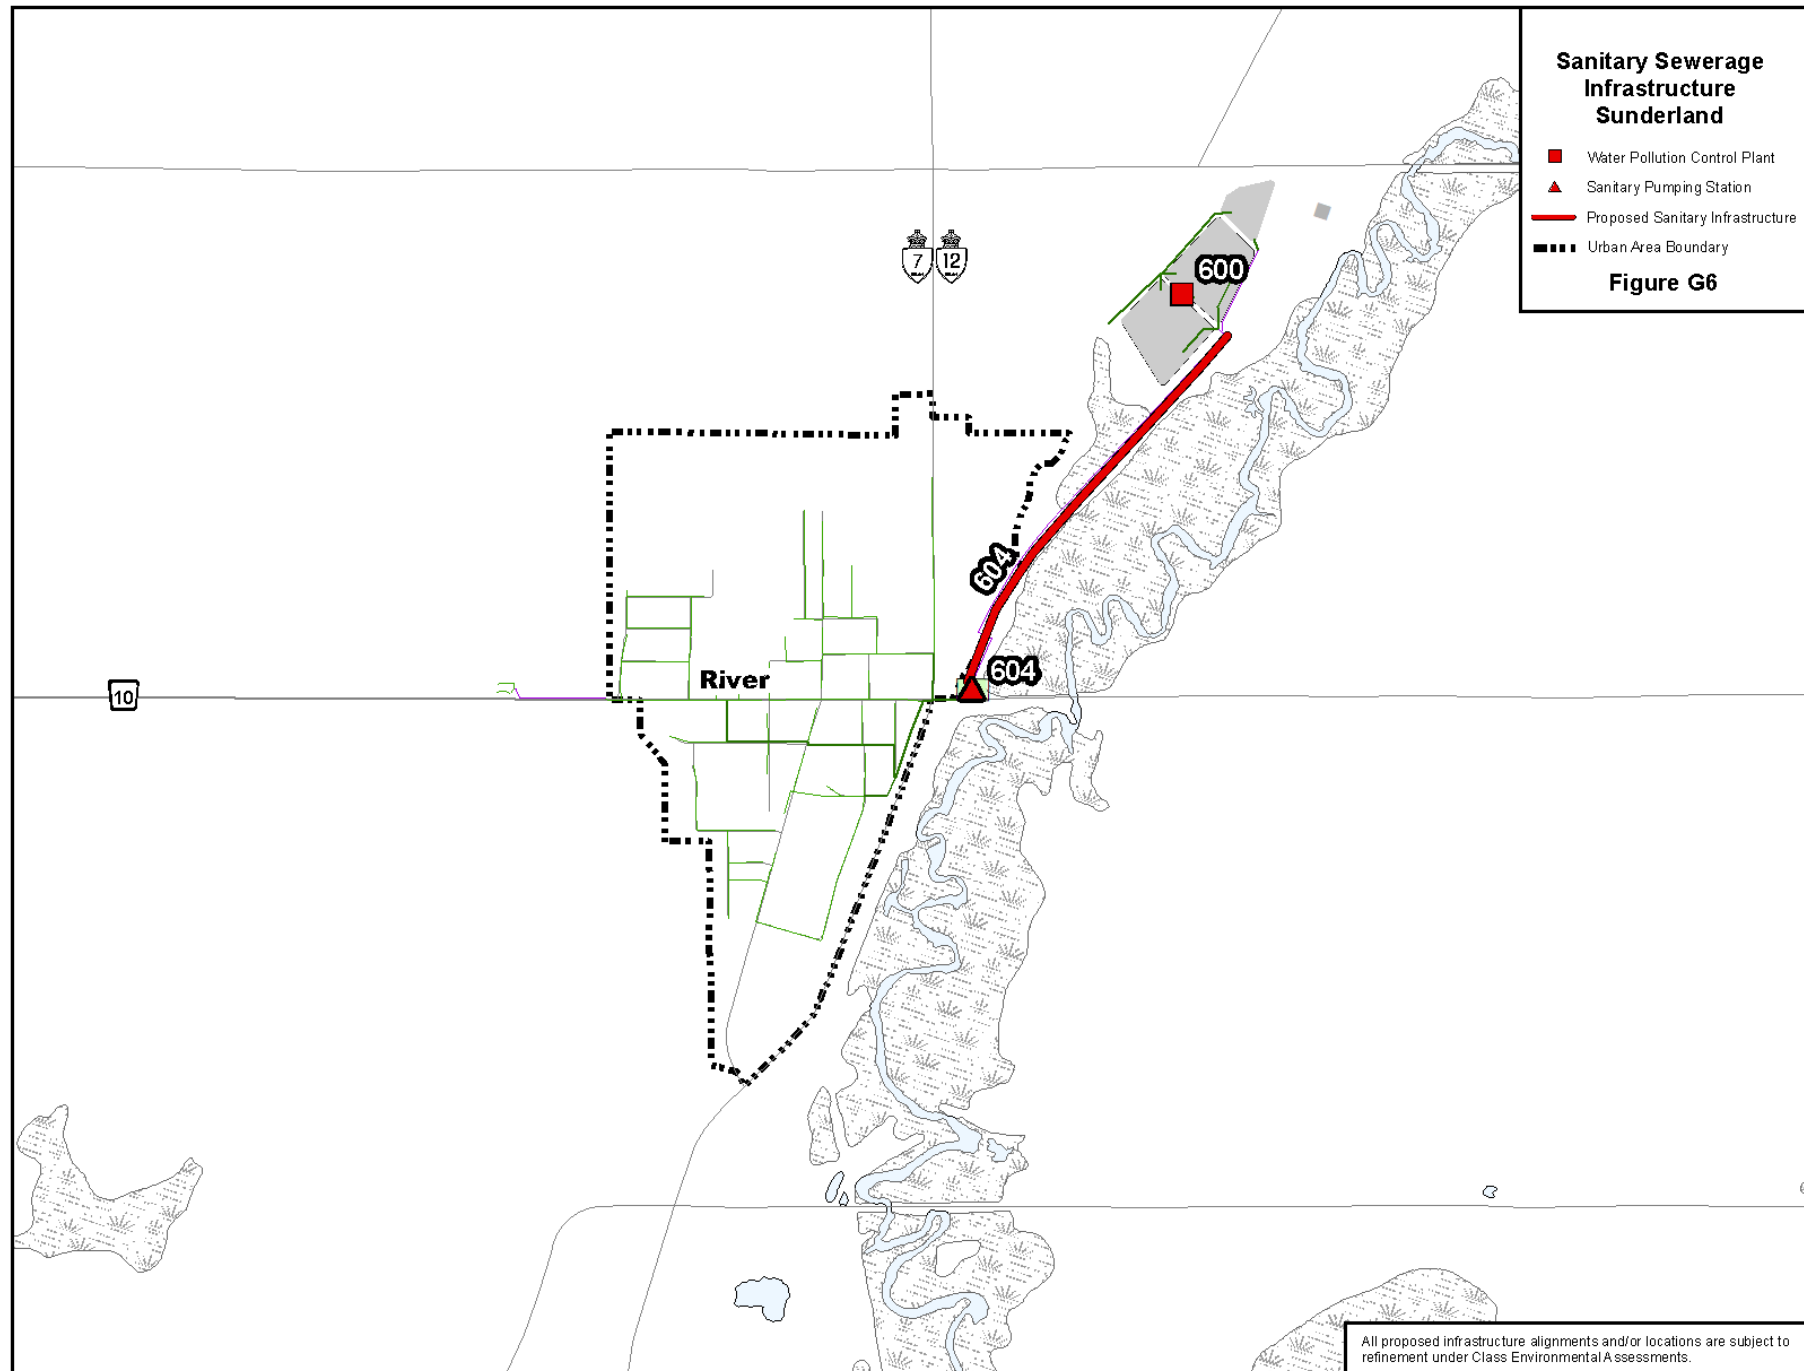 Sanitary Sewerage
Infrastructure
Sunderland
Water Pollution Control Plant
Sanitary Pumping Station
Proposed Sanitary Infrastructure
Urban Area Boundary
Figure G6
7 12
600
604
604
River
10
All proposed infrastructure alignments and/or locations are subject to
refinement under Class Environmental Assessments.